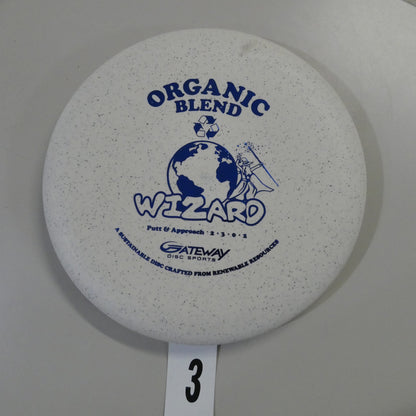 ORGANIC
BLEND
WIZARD
Putt & Approach · 2 · 3 · 0 · 2
GATEWAY
DISC SPORTS
A SUSTAINABLE DISC CRAFTED FROM RENEWABLE RESOURCES
3